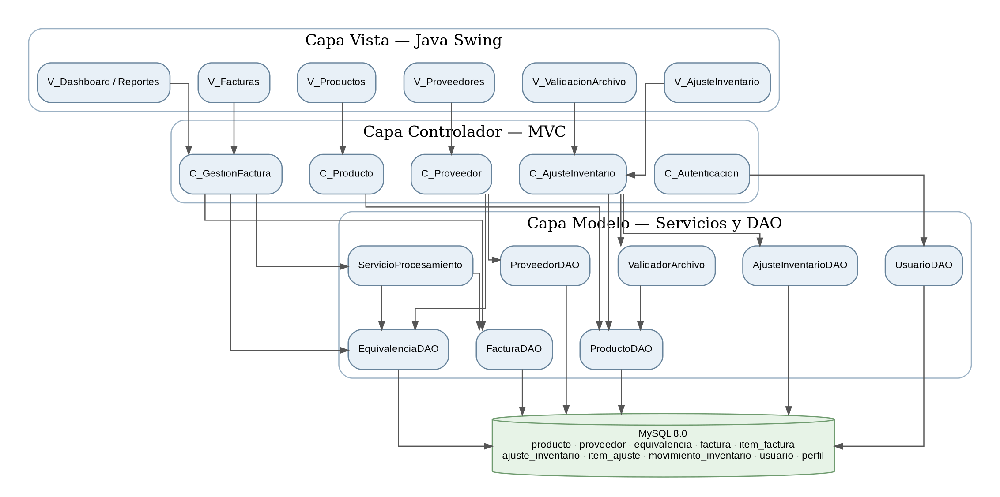 Capa Vista — Java Swing
V_Dashboard / Reportes
V_Facturas
V_Productos
V_Proveedores
V_ValidacionArchivo
V_AjusteInventario
Capa Controlador — MVC
C_GestionFactura
C_Producto
C_Proveedor
C_AjusteInventario
C_Autenticacion
Capa Modelo — Servicios y DAO
ServicioProcesamiento
ProveedorDAO
ValidadorArchivo
AjusteInventarioDAO
UsuarioDAO
EquivalenciaDAO
FacturaDAO
ProductoDAO
MySQL 8.0
producto · proveedor · equivalencia · factura · item_factura
ajuste_inventario · item_ajuste · movimiento_inventario · usuario · perfil